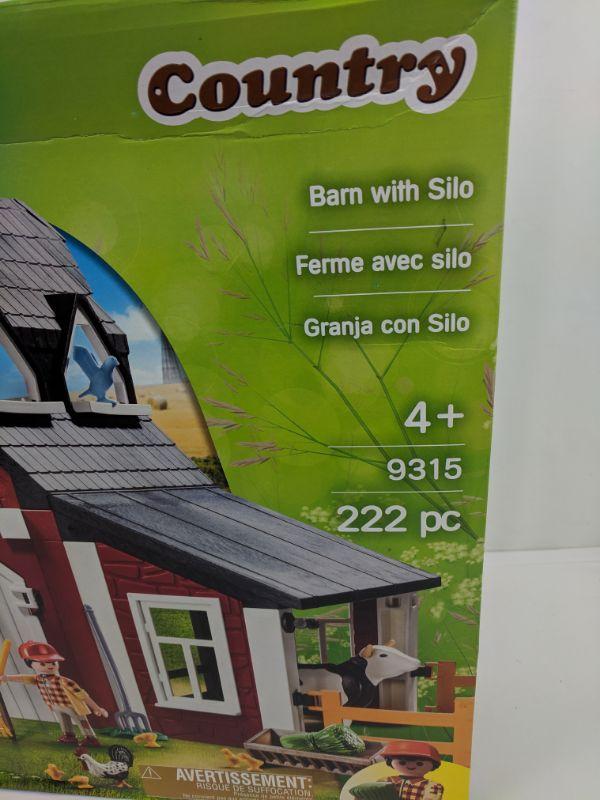 Country
Barn with Silo
Ferme avec silo
Granja con Silo
4+
9315
222 pc
AVERTISSEMENT:
RISQUE DE SUFFOCATION.